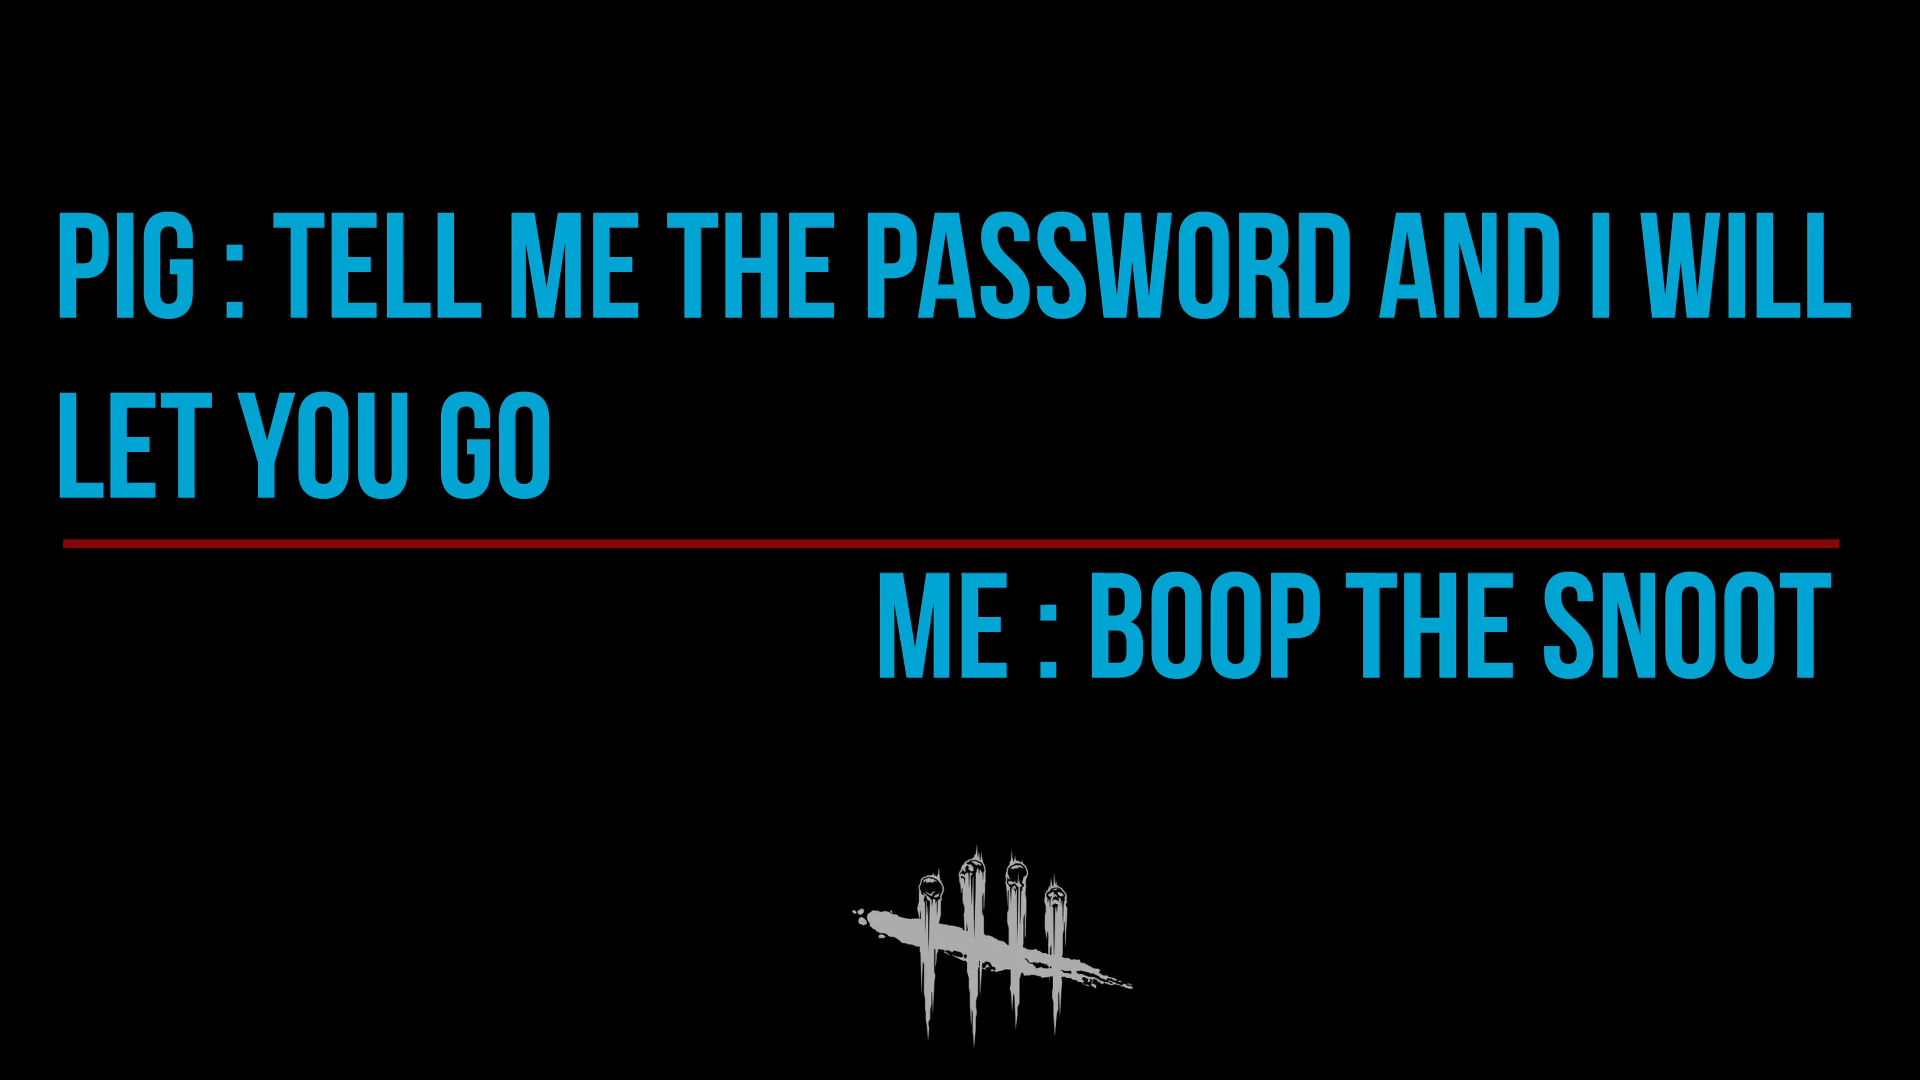 PIG : TELL ME THE PASSWORD AND I WILL
LET YOU GO
ME : BOOP THE SNOOT